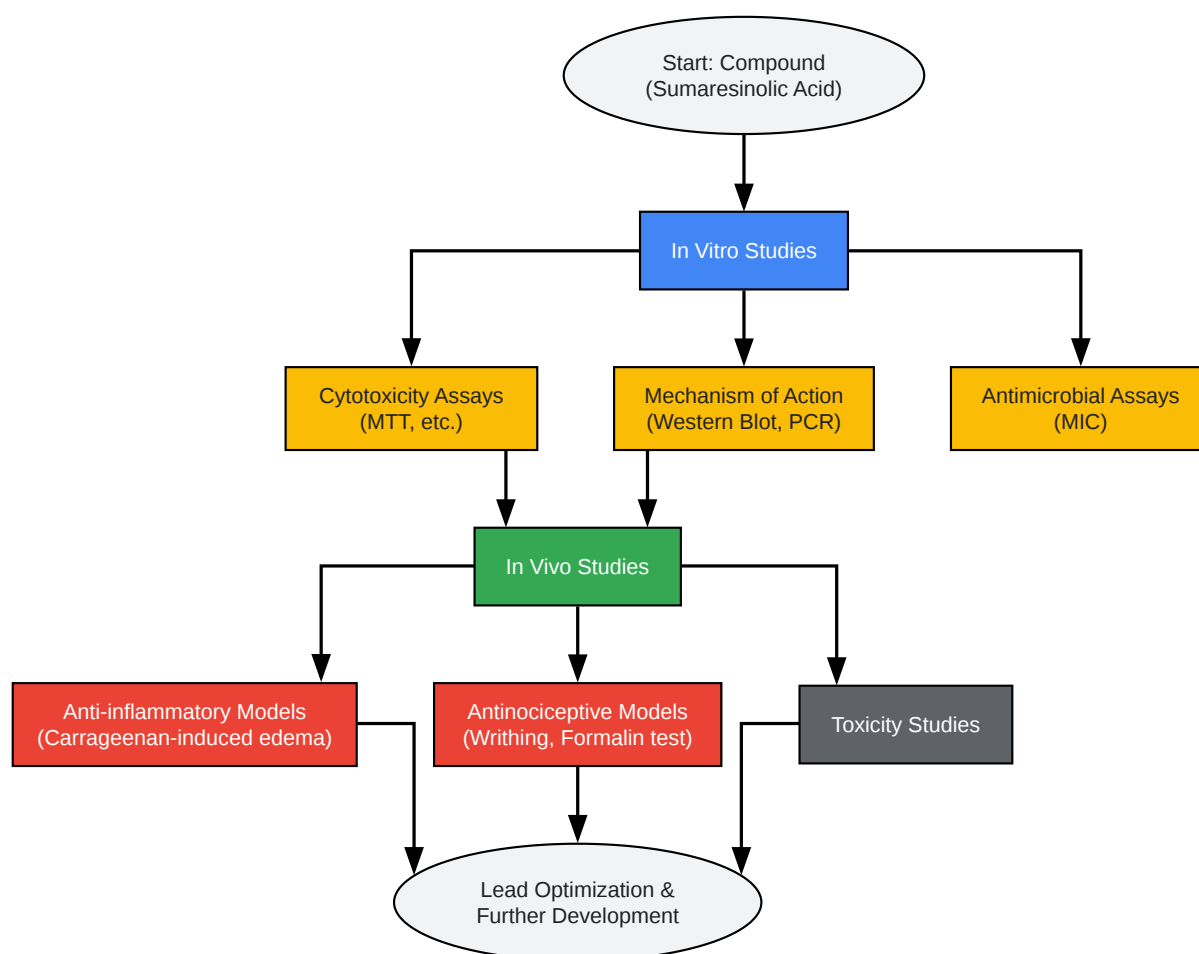 Start: Compound
(Sumaresinolic Acid)
In Vitro Studies
Cytotoxicity Assays
(MTT, etc.)
Mechanism of Action
(Western Blot, PCR)
Antimicrobial Assays
(MIC)
In Vivo Studies
Anti-inflammatory Models
(Carrageenan-induced edema)
Antinociceptive Models
(Writhing, Formalin test)
Toxicity Studies
Lead Optimization &
Further Development